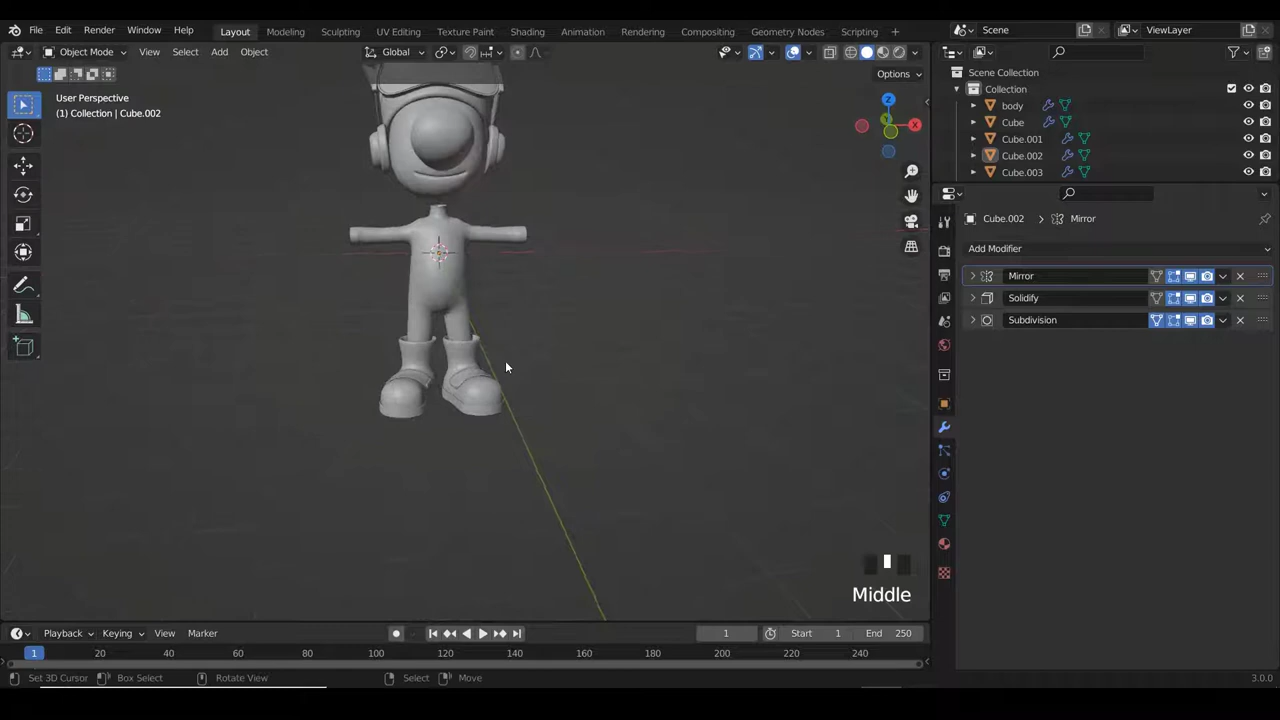 File Edit Render Window Help Layout Modeling Sculpting UV Editing Texture Paint Shading Animation Rendering Compositing Geometry Nodes Scripting + Scene ViewLayer
Object Mode View Select Add Object Global
Options
User Perspective
(1) Collection | Cube.002
Z
X
Y
Scene Collection
Collection
body
Cube
Cube.001
Cube.002
Cube.003
Cube.002 > Mirror
Add Modifier
Mirror
Solidify
Subdivision
Middle
Playback Keying View Marker 1 Start 1 End 250
1 20 40 60 80 100 120 140 160 180 200 220 240
Set 3D Cursor Box Select Rotate View Select Move 3.0.0